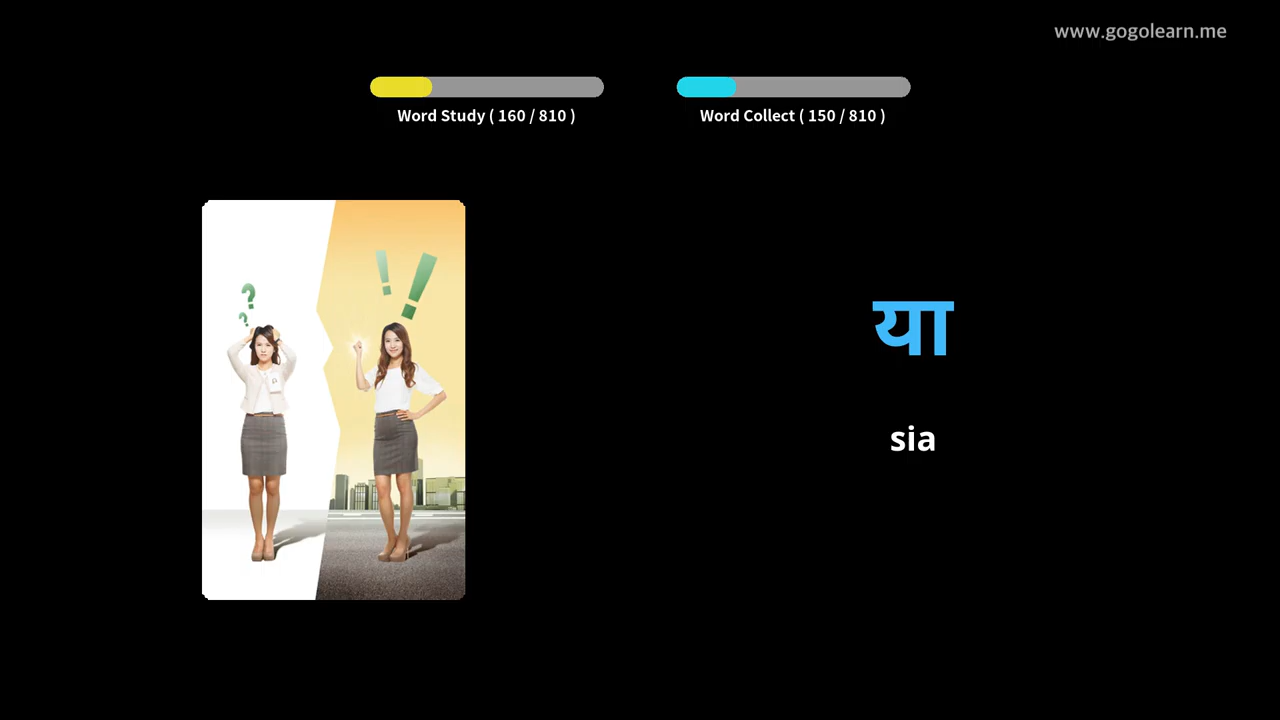 www.gogolearn.me
Word Study ( 160 / 810 )
Word Collect ( 150 / 810 )
? ?
! !
या
sia